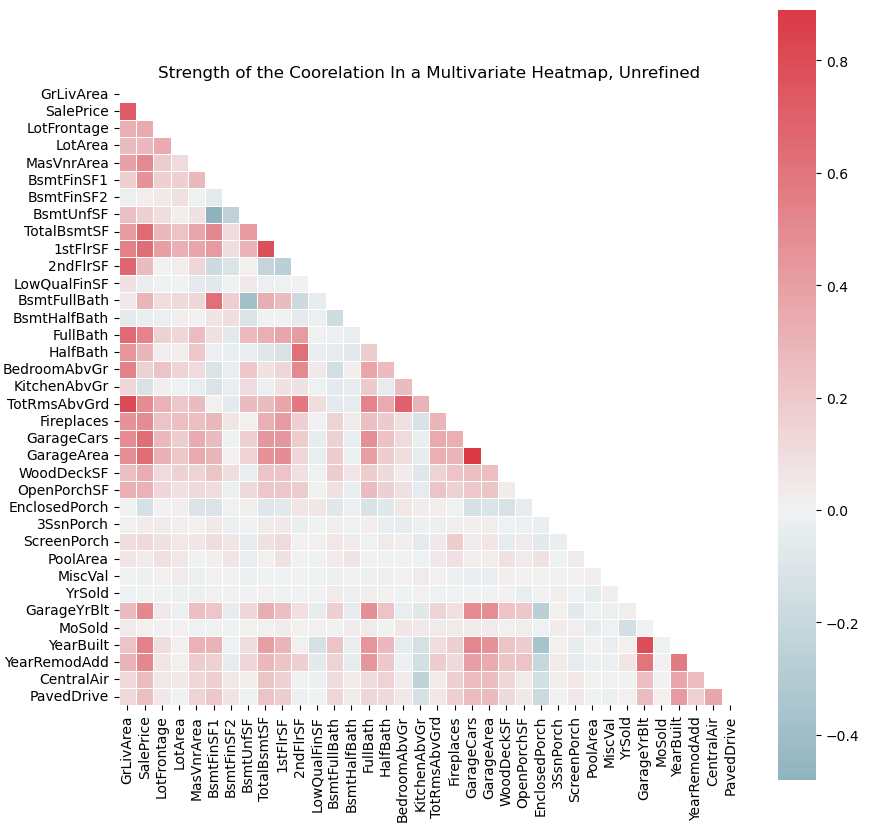 Strength of the Coorelation In a Multivariate Heatmap, Unrefined
GrLivArea
SalePrice
LotFrontage
LotArea
MasVnrArea
BsmtFinSF1
BsmtFinSF2
BsmtUnfSF
TotalBsmtSF
1stFlrSF
2ndFlrSF
LowQualFinSF
BsmtFullBath
BsmtHalfBath
FullBath
HalfBath
BedroomAbvGr
KitchenAbvGr
TotRmsAbvGrd
Fireplaces
GarageCars
GarageArea
WoodDeckSF
OpenPorchSF
EnclosedPorch
3SsnPorch
ScreenPorch
PoolArea
MiscVal
YrSold
GarageYrBlt
MoSold
YearBuilt
YearRemodAdd
CentralAir
PavedDrive
GrLivArea
SalePrice
LotFrontage
LotArea
MasVnrArea
BsmtFinSF1
BsmtFinSF2
BsmtUnfSF
TotalBsmtSF
1stFlrSF
2ndFlrSF
LowQualFinSF
BsmtFullBath
BsmtHalfBath
FullBath
HalfBath
BedroomAbvGr
KitchenAbvGr
TotRmsAbvGrd
Fireplaces
GarageCars
GarageArea
WoodDeckSF
OpenPorchSF
EnclosedPorch
3SsnPorch
ScreenPorch
PoolArea
MiscVal
YrSold
GarageYrBlt
MoSold
YearBuilt
YearRemodAdd
CentralAir
PavedDrive
0.8
0.6
0.4
0.2
0.0
−0.2
−0.4